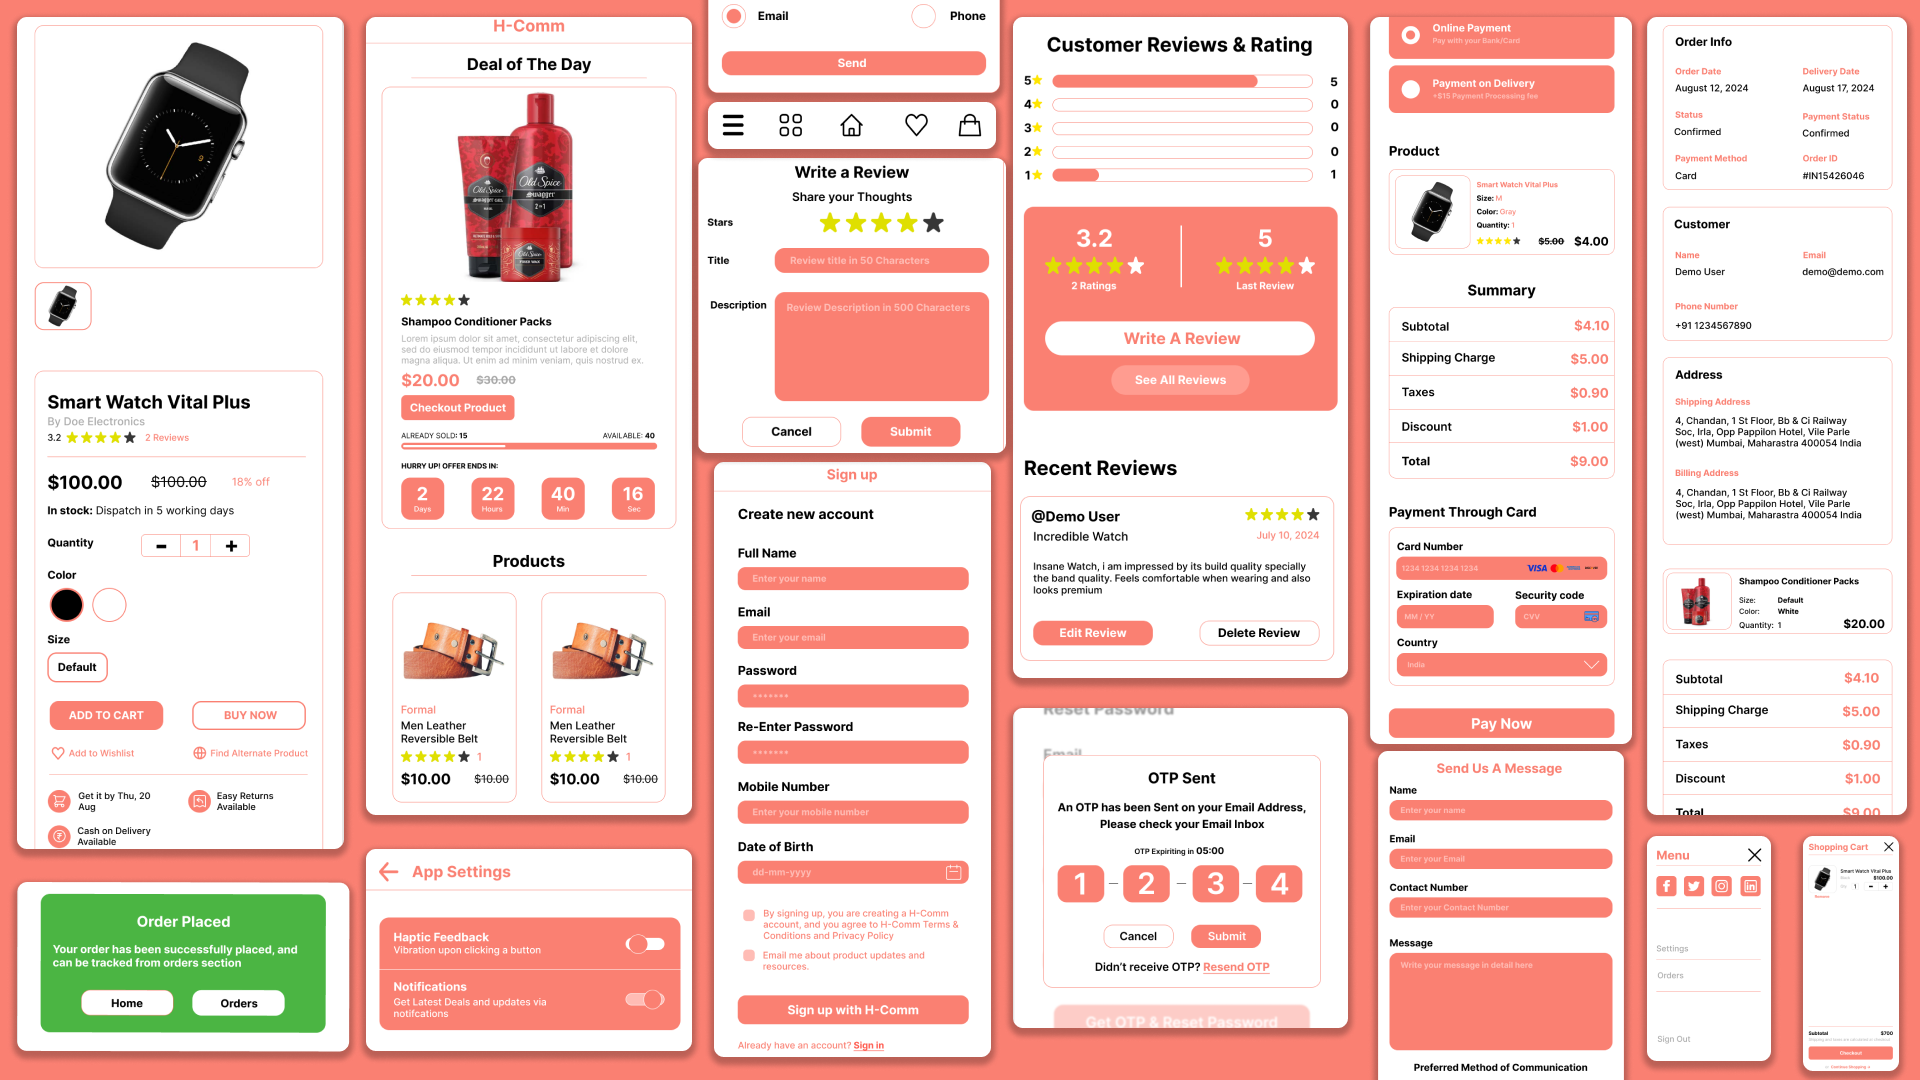 Smart Watch Vital Plus
By Doe Electronics
3.2 2 Reviews
$100.00 $100.00 18% off
In stock: Dispatch in 5 working days
Quantity
1
Color
Size
Default
ADD TO CART
BUY NOW
Add to Wishlist
Find Alternate Product
Get it by Thu, 20
Aug
Easy Returns
Available
Cash on Delivery
Available
Order Placed
Your order has been successfully placed, and
can be tracked from orders section
Home
Orders
H-Comm
Deal of The Day
Old Spice
Old Spice
swagger
2in1
Shampoo Conditioner Packs
Lorem ipsum dolor sit amet, consectetur adipiscing elit,
sed do eiusmod tempor incididunt ut labore et dolore
magna aliqua. Ut enim ad minim veniam, quis nostrud ex.
$20.00 $30.00
Checkout Product
ALREADY SOLD: 15
AVAILABLE: 40
HURRY UP! OFFER ENDS IN:
2 22 40 16
Days Hours Min Sec
Products
Formal
Men Leather
Reversible Belt
1
$10.00 $10.00
Formal
Men Leather
Reversible Belt
1
$10.00 $10.00
App Settings
Haptic Feedback
Vibration upon clicking a button
Notifications
Get Latest Deals and updates via
notifcations
Email
Phone
Send
Write a Review
Share your Thoughts
Stars
Title
Review title in 50 Characters
Description
Review Description in 500 Characters
Cancel
Submit
Sign up
Create new account
Full Name
Enter your name
Email
Enter your email
Password
*******
Re-Enter Password
*******
Mobile Number
Enter your mobile number
Date of Birth
dd-mm-yyyy
By signing up, you are creating a H-Comm
account, and you agree to H-Comm Terms &
Conditions and Privacy Policy
Email me about product updates and
resources.
Sign up with H-Comm
Already have an account? Sign in
Customer Reviews & Rating
5 5
4 0
3 0
2 0
1 1
3.2
2 Ratings
5
Last Review
Write A Review
See All Reviews
Recent Reviews
@Demo User
Incredible Watch
July 10, 2024
Insane Watch, i am impressed by its build quality specially
the band quality. Feels comfortable when wearing and also
looks premium
Edit Review
Delete Review
Reset Password
Email
OTP Sent
An OTP has been Sent on your Email Address,
Please check your Email Inbox
OTP Expiriting in 05:00
1 – 2 – 3 – 4
Cancel
Submit
Didn't receive OTP? Resend OTP
Get OTP & Reset Password
Online Payment
Pay with your Bank/Card
Payment on Delivery
+$15 Payment Processing fee
Product
Smart Watch Vital Plus
Size: M
Color: Gray
Quantity: 1
$5.00 $4.00
Summary
Subtotal $4.10
Shipping Charge $5.00
Taxes $0.90
Discount $1.00
Total $9.00
Payment Through Card
Card Number
1234 1234 1234 1234
VISA
Expiration date
MM / YY
Security code
CVV
Country
India
Pay Now
Send Us A Message
Name
Enter your name
Email
Enter your Email
Contact Number
Enter your Contact Number
Message
Write your message in detail here
Preferred Method of Communication
Order Info
Order Date
August 12, 2024
Delivery Date
August 17, 2024
Status
Confirmed
Payment Status
Confirmed
Payment Method
Card
Order ID
#IN15426046
Customer
Name
Demo User
Email
demo@demo.com
Phone Number
+91 1234567890
Address
Shipping Address
4, Chandan, 1 St Floor, Bb & Ci Railway
Soc, Irla, Opp Pappilon Hotel, Vile Parle
(west) Mumbai, Maharastra 400054 India
Billing Address
4, Chandan, 1 St Floor, Bb & Ci Railway
Soc, Irla, Opp Pappilon Hotel, Vile Parle
(west) Mumbai, Maharastra 400054 India
Shampoo Conditioner Packs
Size: Default
Color: White
Quantity: 1
$20.00
Subtotal $4.10
Shipping Charge $5.00
Taxes $0.90
Discount $1.00
Total $9.00
Menu
Settings
Orders
Sign Out
Shopping Cart
Smart Watch Vital Plus
$100.00
1
Subtotal $700
Checkout
Continue Shopping